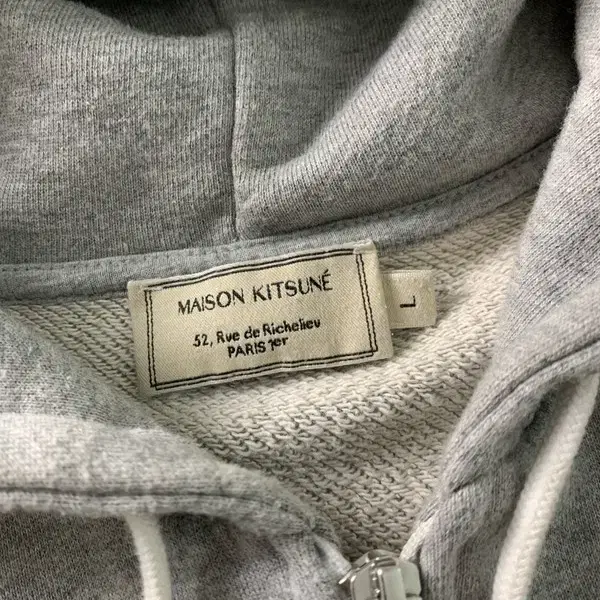 MAISON KITSUNÉ
52, Rue de Richelieu
PARIS 1er
L